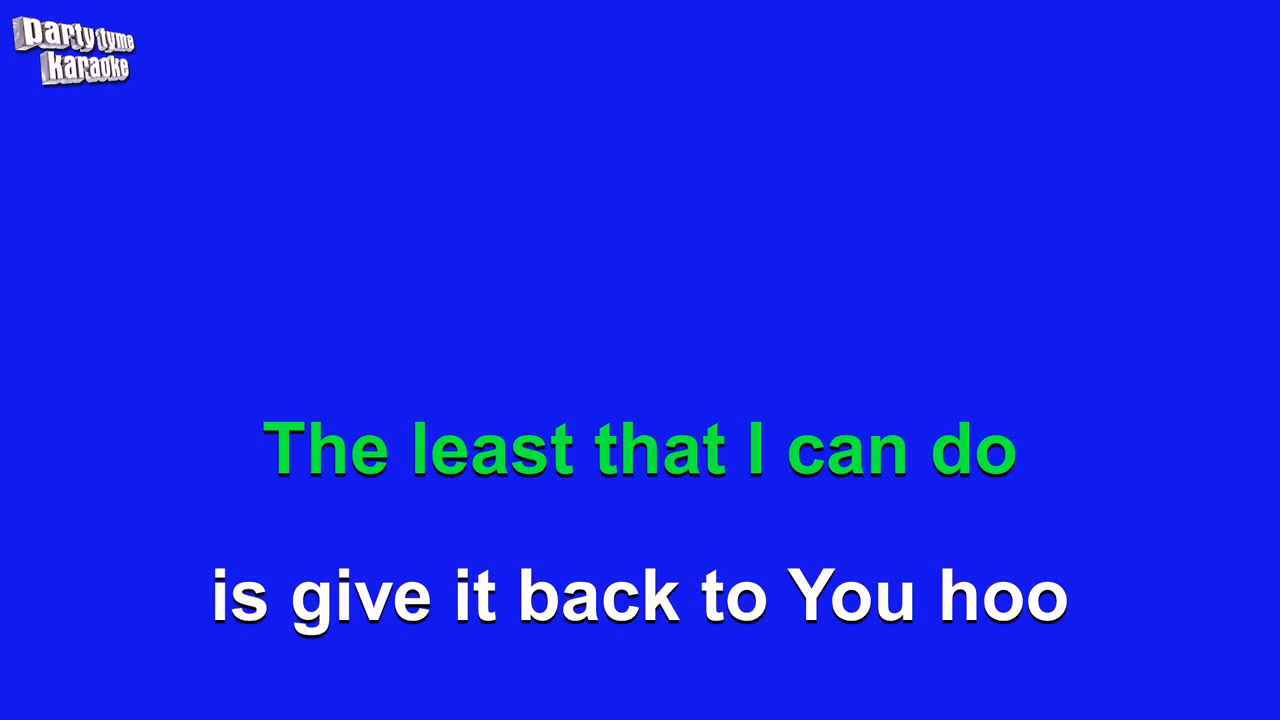 party tyme
karaoke
The least that I can do
is give it back to You hoo